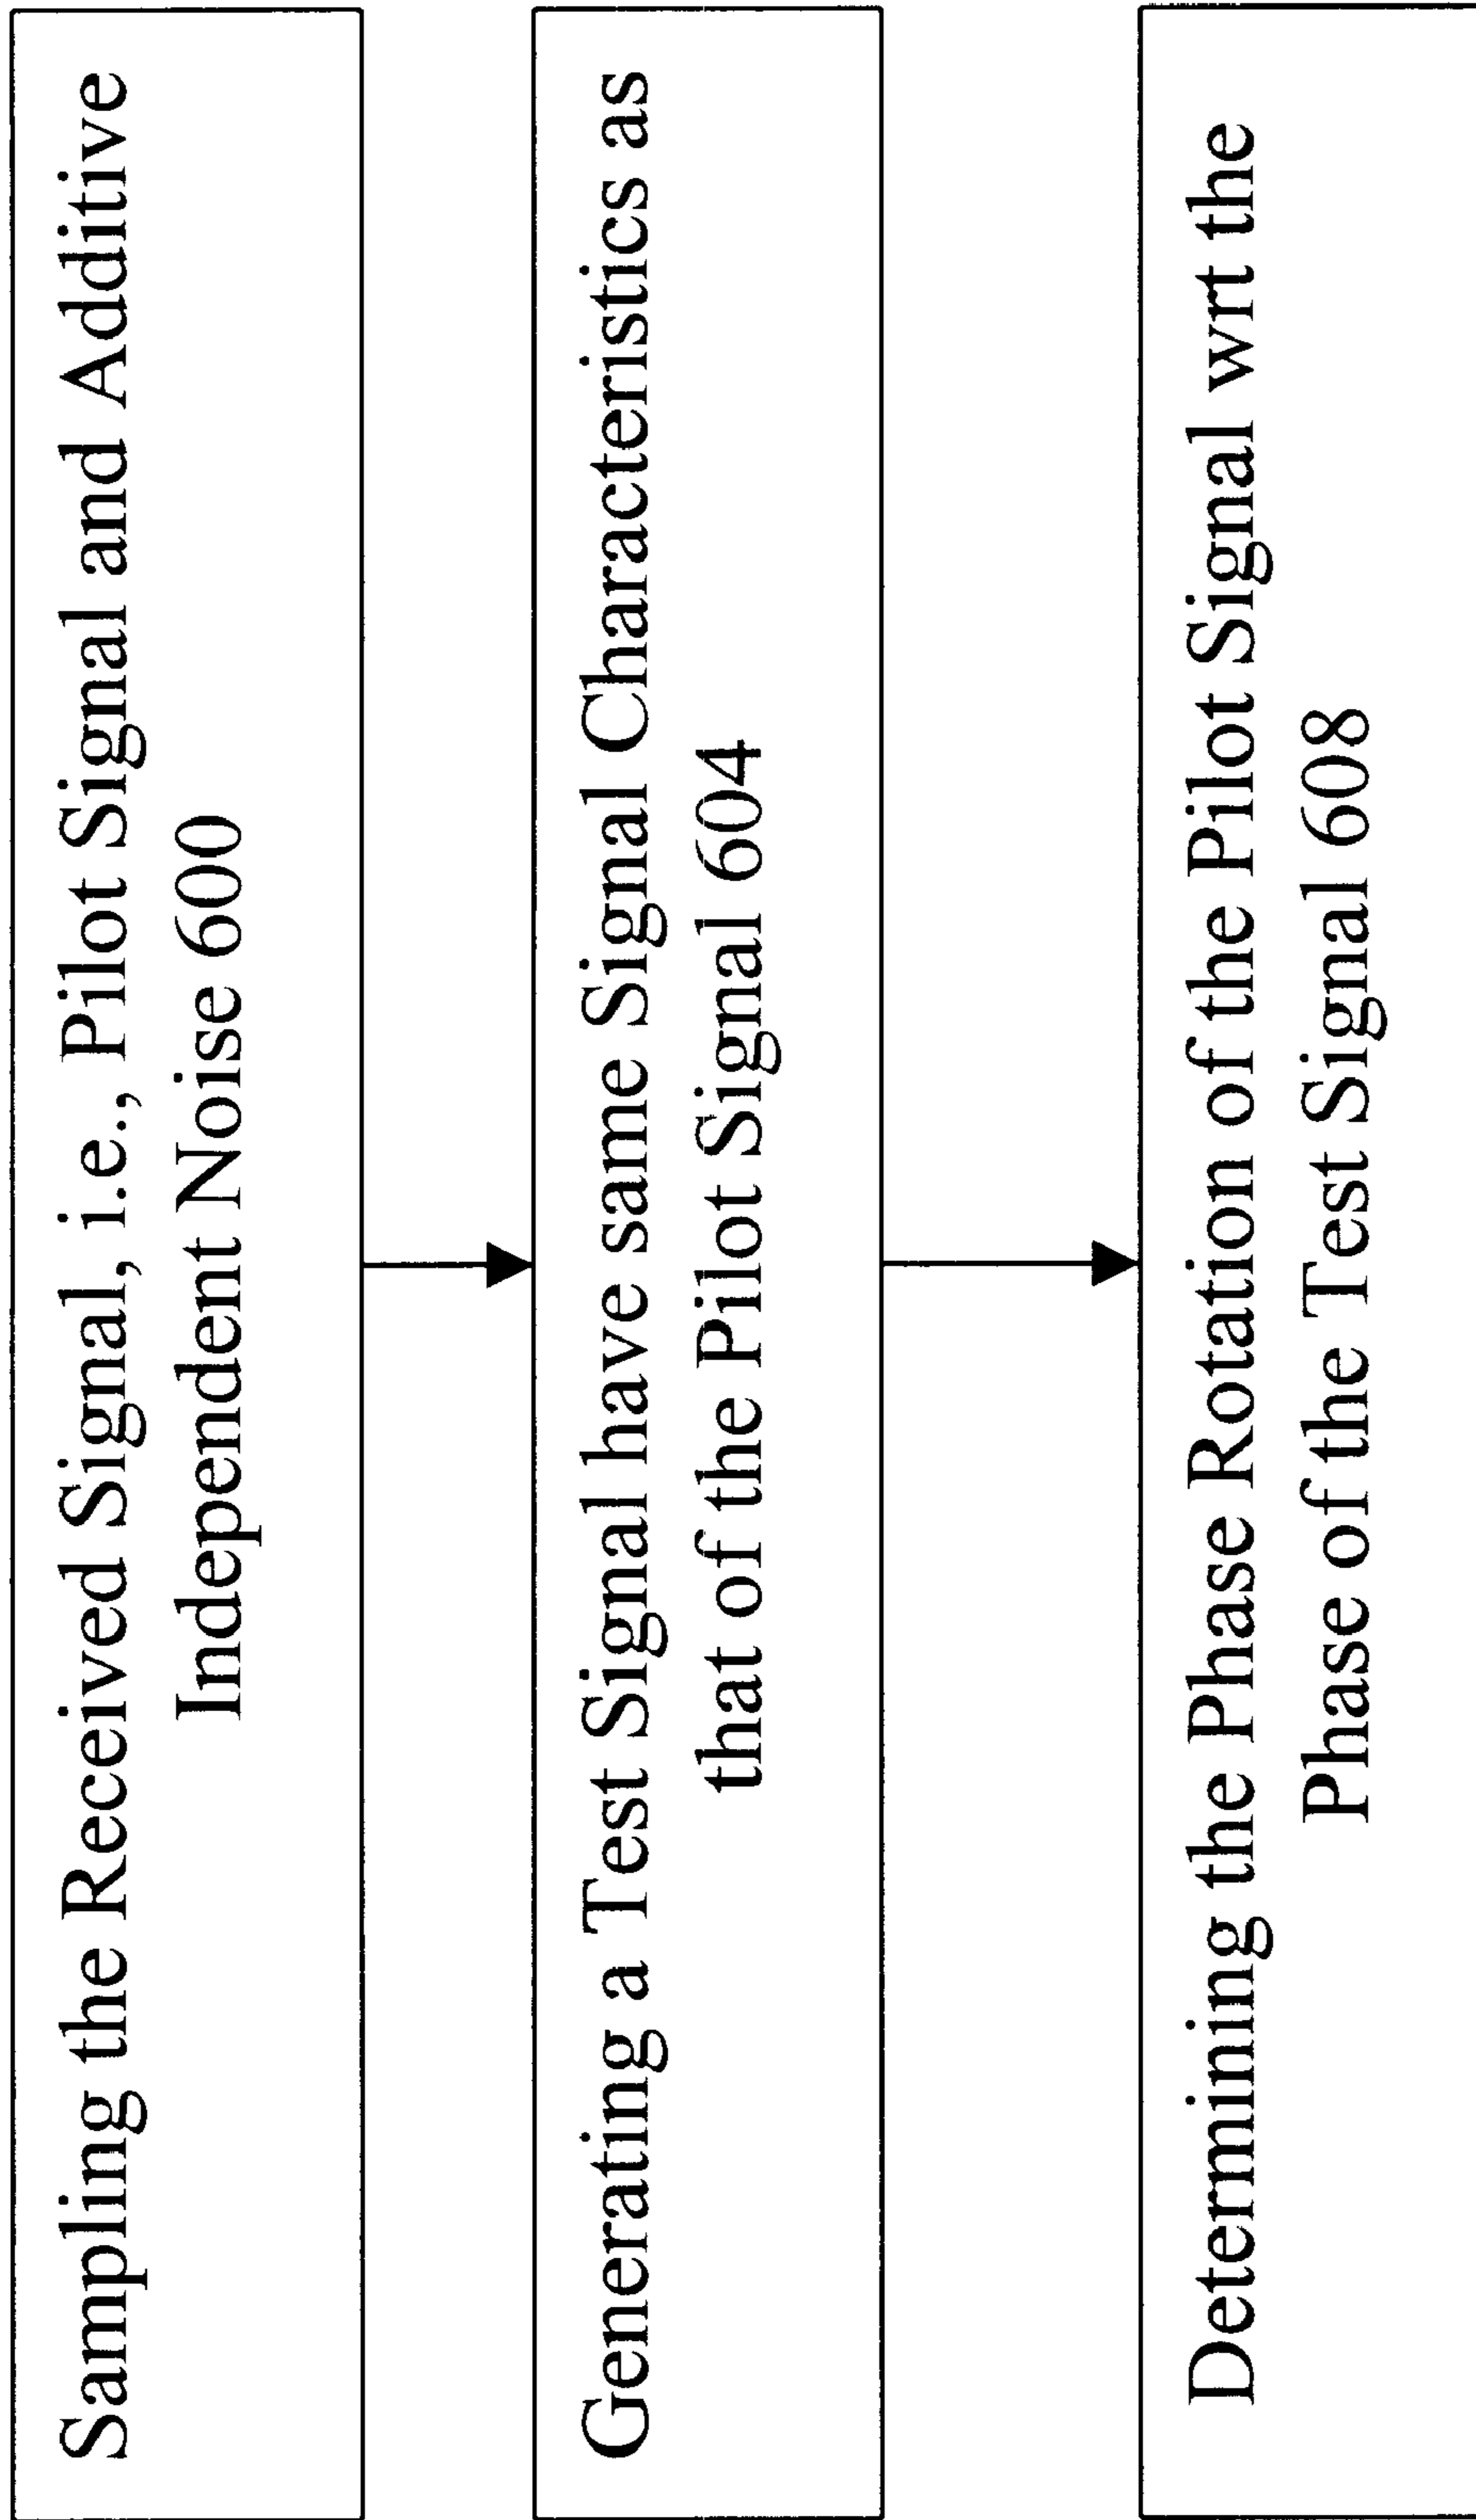 Sampling the Received Signal, i.e., Pilot Signal and Additive
Independent Noise 600
Generating a Test Signal have same Signal Characteristics as
that of the Pilot Signal 604
Determining the Phase Rotation of the Pilot Signal wrt the
Phase of the Test Signal 608